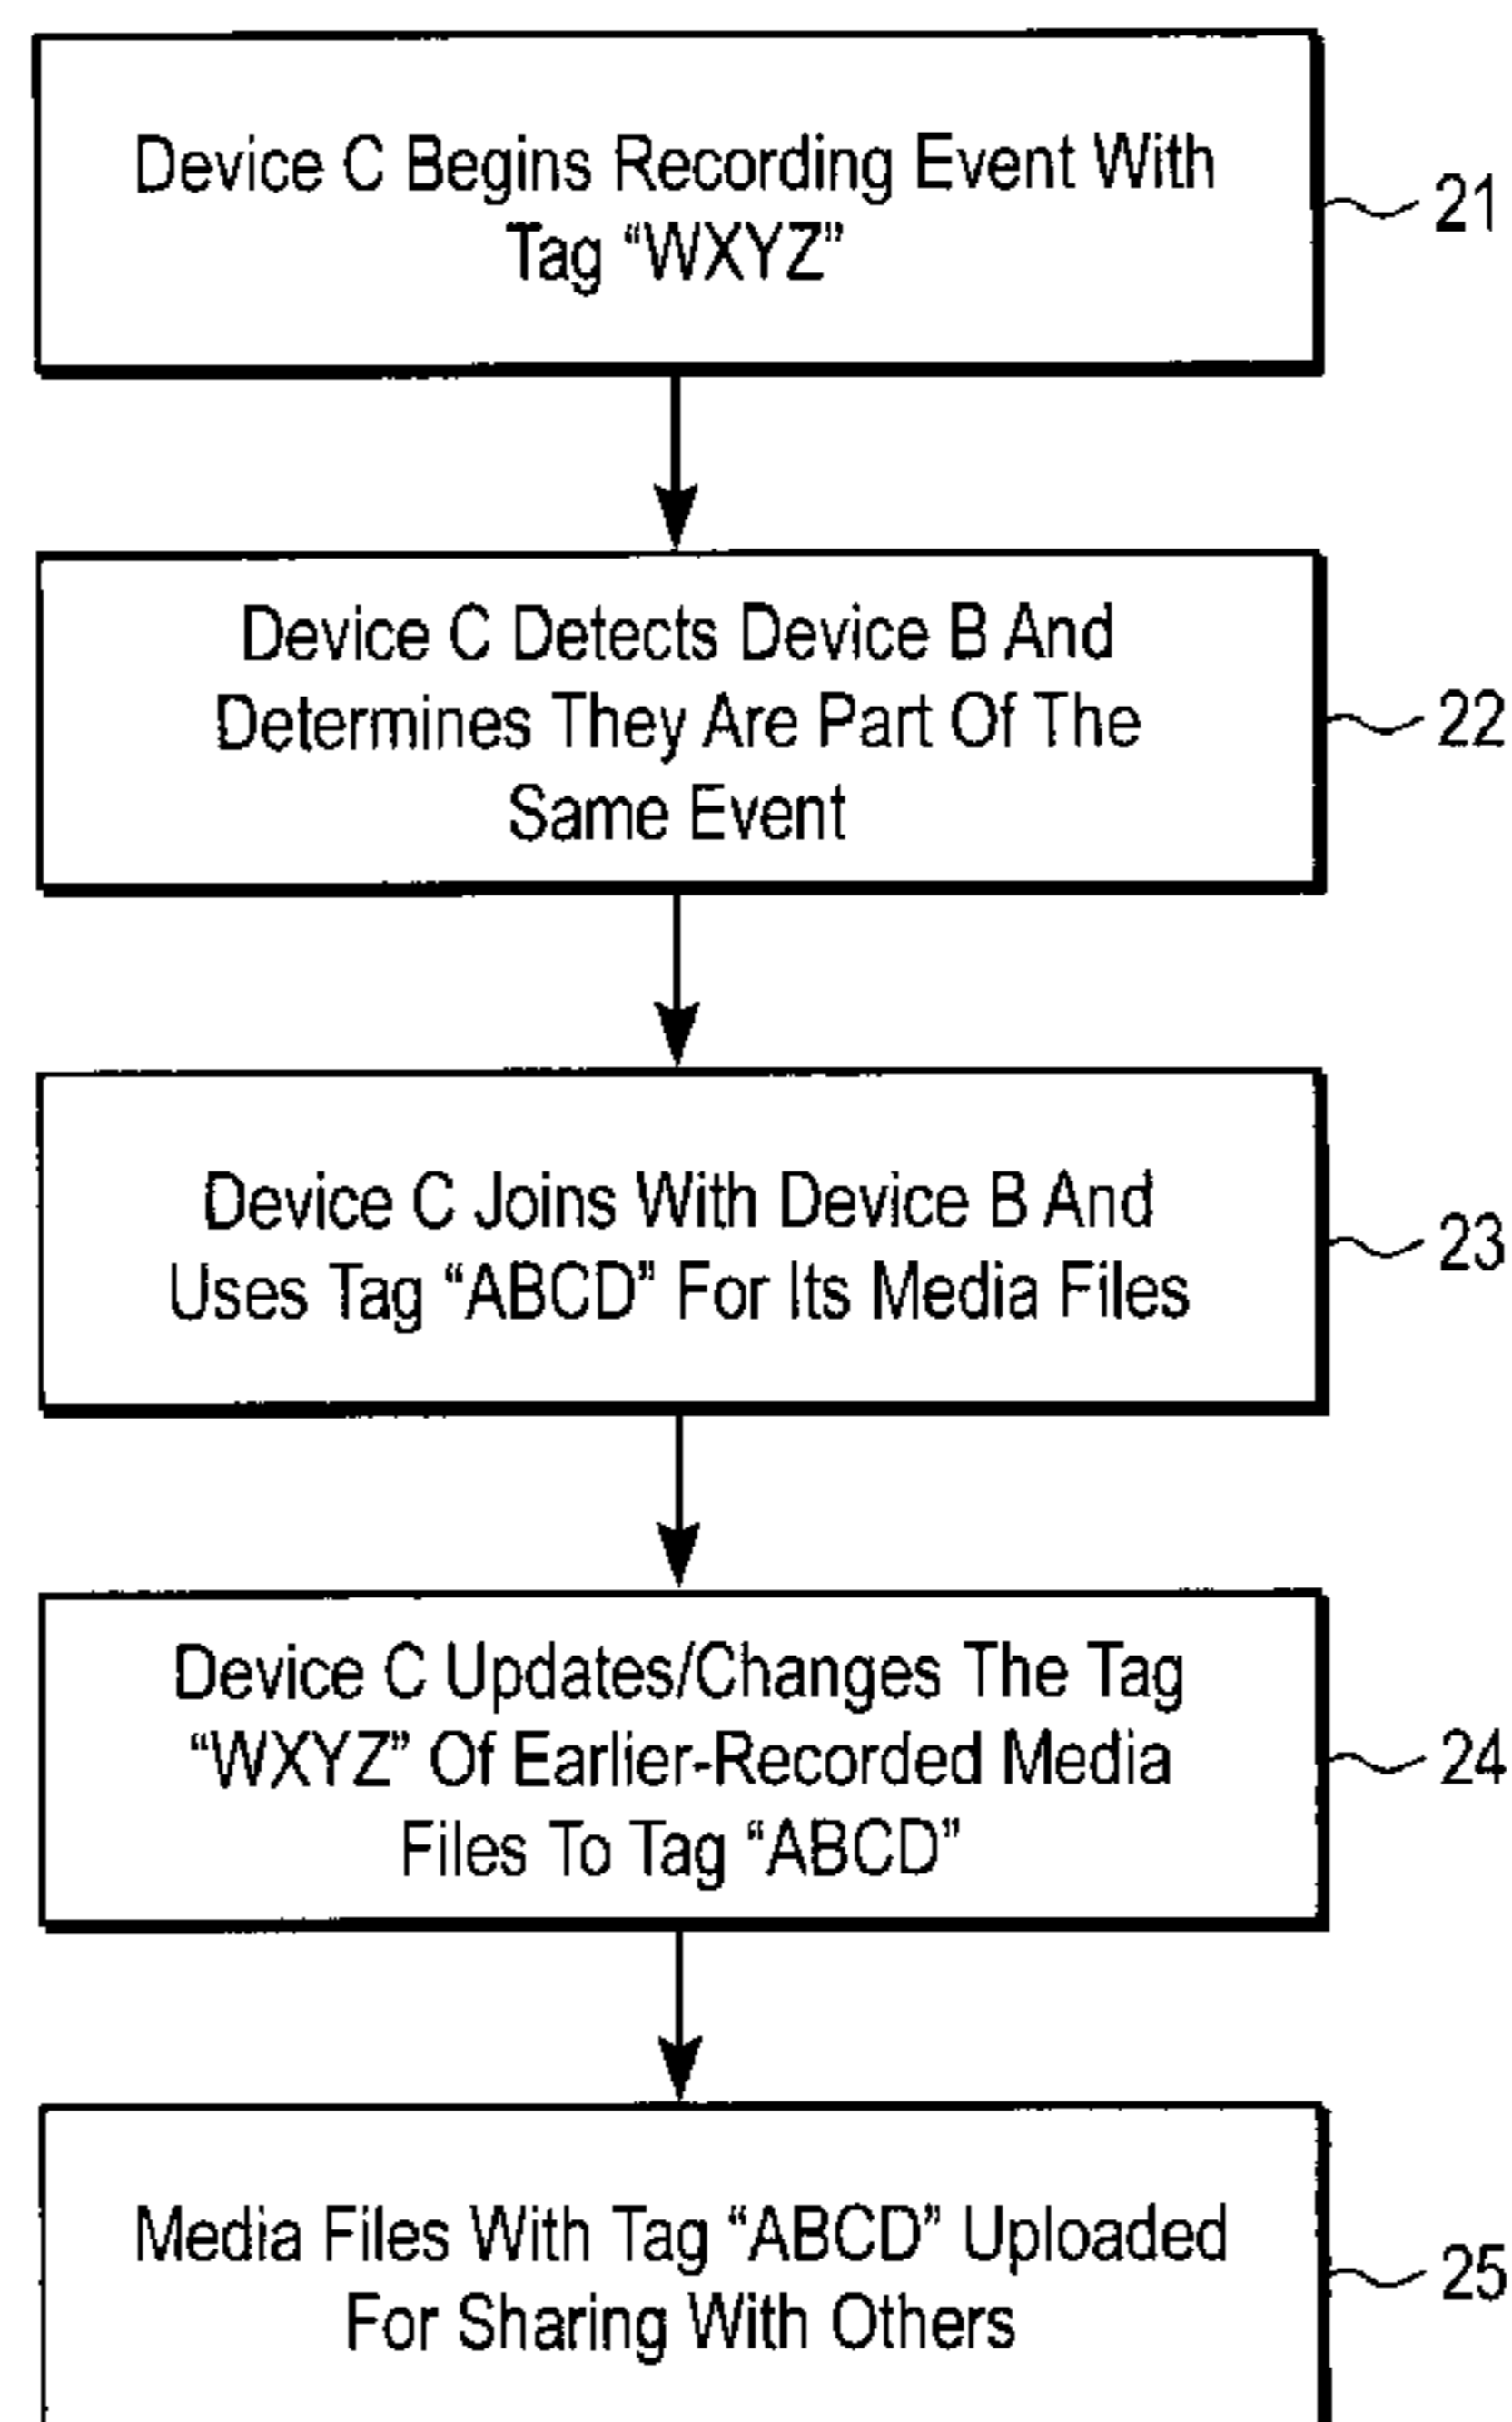 Device C Begins Recording Event With
Tag “WXYZ”
21
Device C Detects Device B And
Determines They Are Part Of The
Same Event
22
Device C Joins With Device B And
Uses Tag “ABCD” For Its Media Files
23
Device C Updates/Changes The Tag
“WXYZ” Of Earlier-Recorded Media
Files To Tag “ABCD”
24
Media Files With Tag “ABCD” Uploaded
For Sharing With Others
25